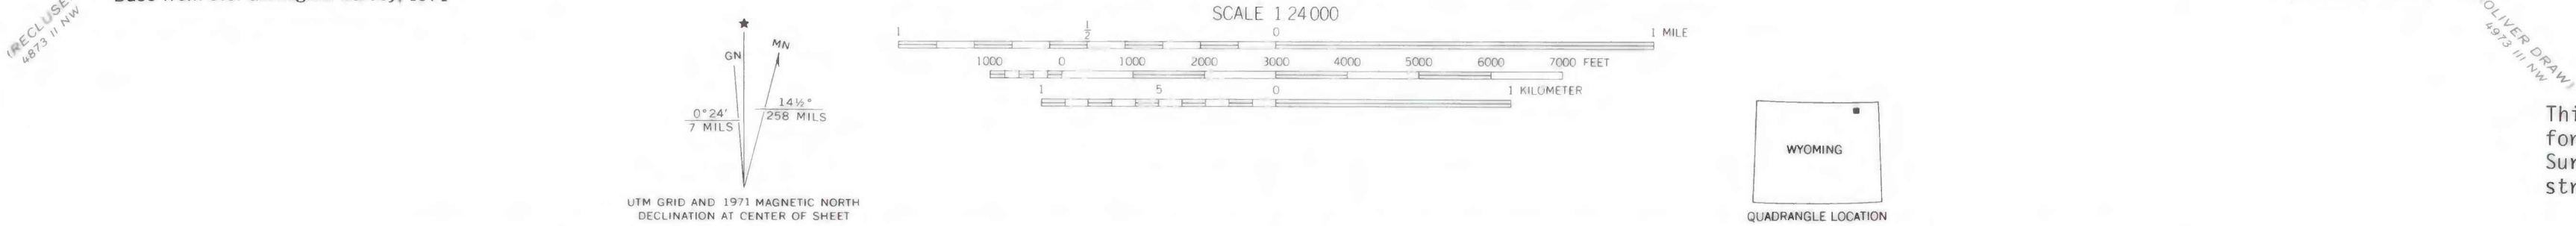 (RECLUSE
4873 II NW
SCALE 1:24 000
1 ½ 0 1 MILE
1000 0 1000 2000 3000 4000 5000 6000 7000 FEET
1 5 0 1 KILOMETER
★
GN
MN
0°24'
7 MILS
14½°
258 MILS
UTM GRID AND 1971 MAGNETIC NORTH
DECLINATION AT CENTER OF SHEET
WYOMING
QUADRANGLE LOCATION
OLIVER DRAW)
4973 III NW
Thi
for
Sur
str